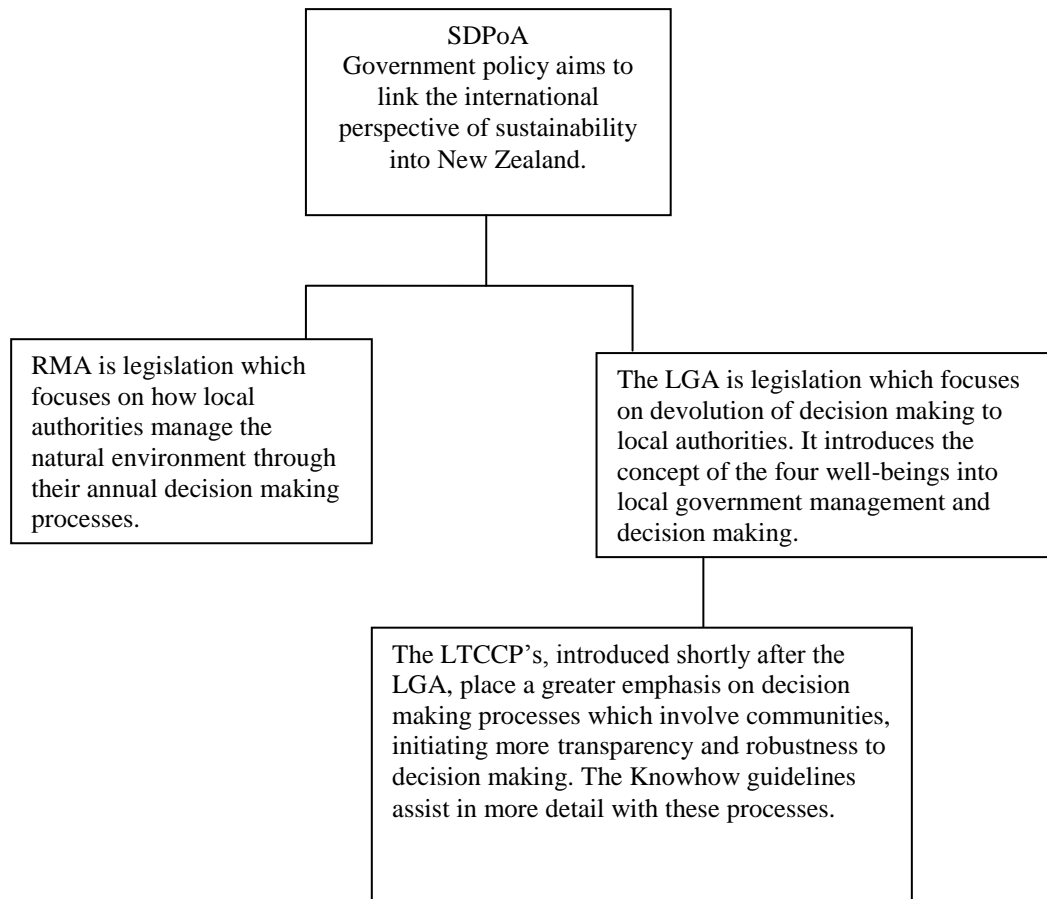 SDPoA
Government policy aims to
link the international
perspective of sustainability
into New Zealand.
RMA is legislation which
focuses on how local
authorities manage the
natural environment through
their annual decision making
processes.
The LGA is legislation which focuses
on devolution of decision making to
local authorities. It introduces the
concept of the four well-beings into
local government management and
decision making.
The LTCCP’s, introduced shortly after the
LGA, place a greater emphasis on decision
making processes which involve communities,
initiating more transparency and robustness to
decision making. The Knowhow guidelines
assist in more detail with these processes.